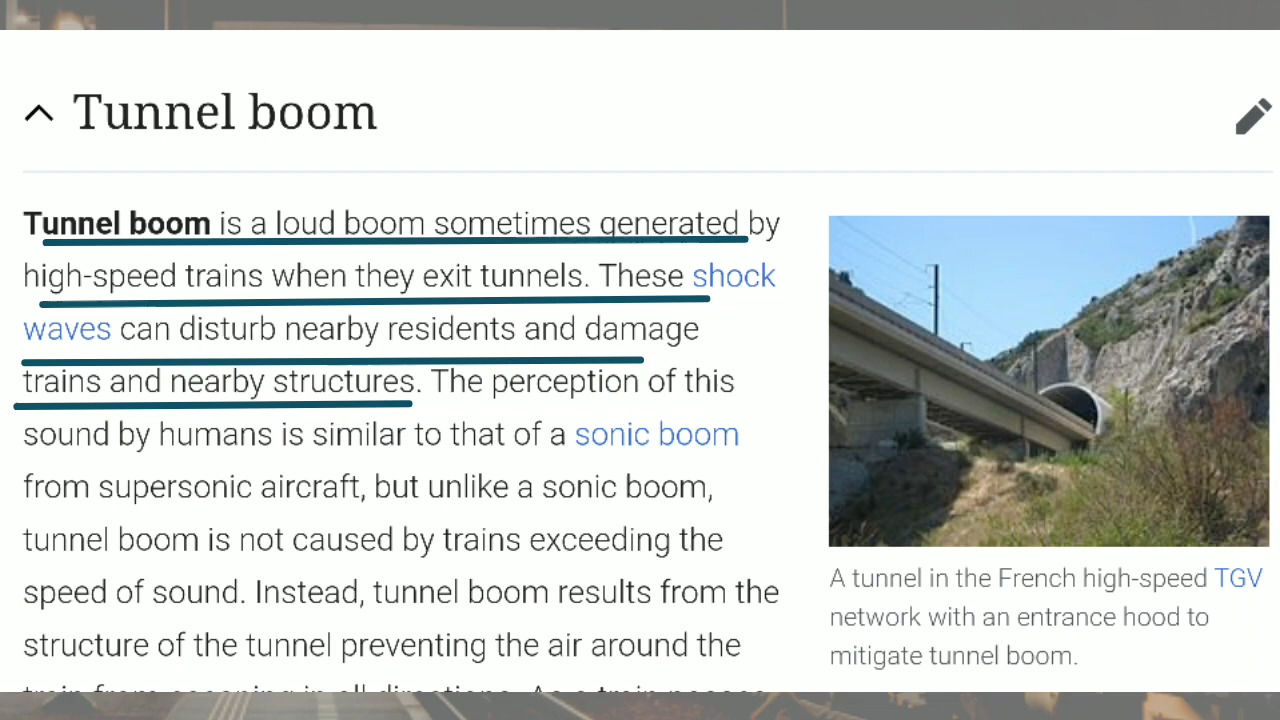 Tunnel boom
Tunnel boom is a loud boom sometimes generated by
high-speed trains when they exit tunnels. These shock
waves can disturb nearby residents and damage
trains and nearby structures. The perception of this
sound by humans is similar to that of a sonic boom
from supersonic aircraft, but unlike a sonic boom,
tunnel boom is not caused by trains exceeding the
speed of sound. Instead, tunnel boom results from the
structure of the tunnel preventing the air around the
A tunnel in the French high-speed TGV
network with an entrance hood to
mitigate tunnel boom.